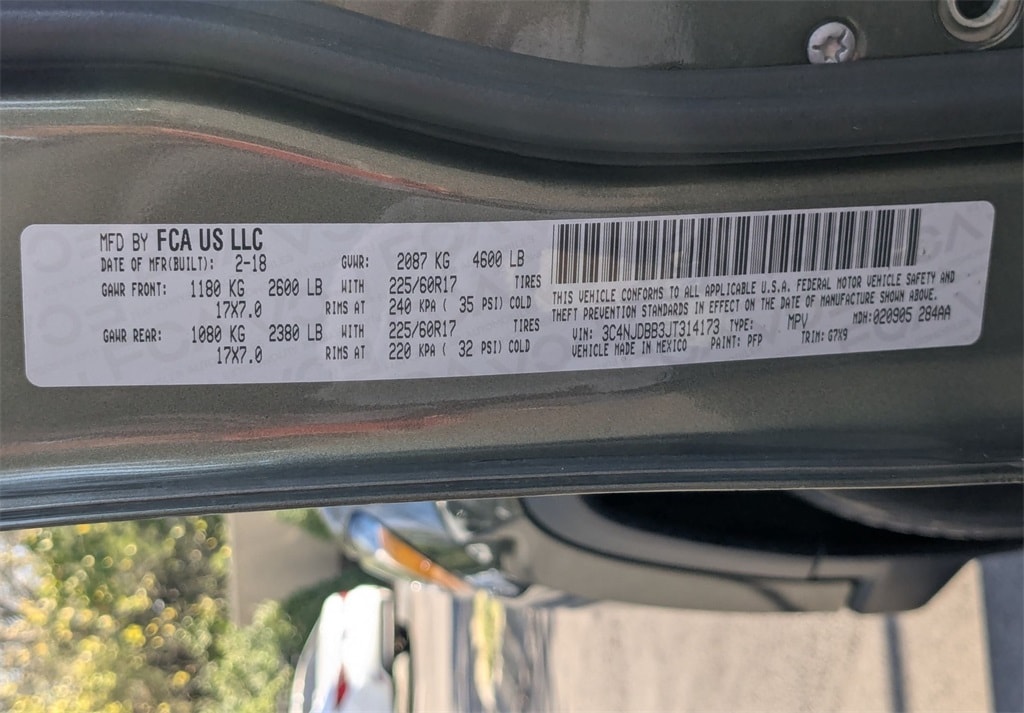 MFD BY FCA US LLC
DATE OF MFR(BUILT): 2-18 GVWR: 2087 KG 4600 LB
GAWR FRONT: 1180 KG 2600 LB WITH 225/60R17 TIRES
17X7.0 RIMS AT 240 KPA ( 35 PSI) COLD
GAWR REAR: 1080 KG 2380 LB WITH 225/60R17 TIRES
17X7.0 RIMS AT 220 KPA ( 32 PSI) COLD
THIS VEHICLE CONFORMS TO ALL APPLICABLE U.S.A. FEDERAL MOTOR VEHICLE SAFETY AND
THEFT PREVENTION STANDARDS IN EFFECT ON THE DATE OF MANUFACTURE SHOWN ABOVE.
VIN: 3C4NJDBB3JT314173 TYPE: MPV MDH:020905 284AA
VEHICLE MADE IN MEXICO PAINT: PFP TRIM: G7X9